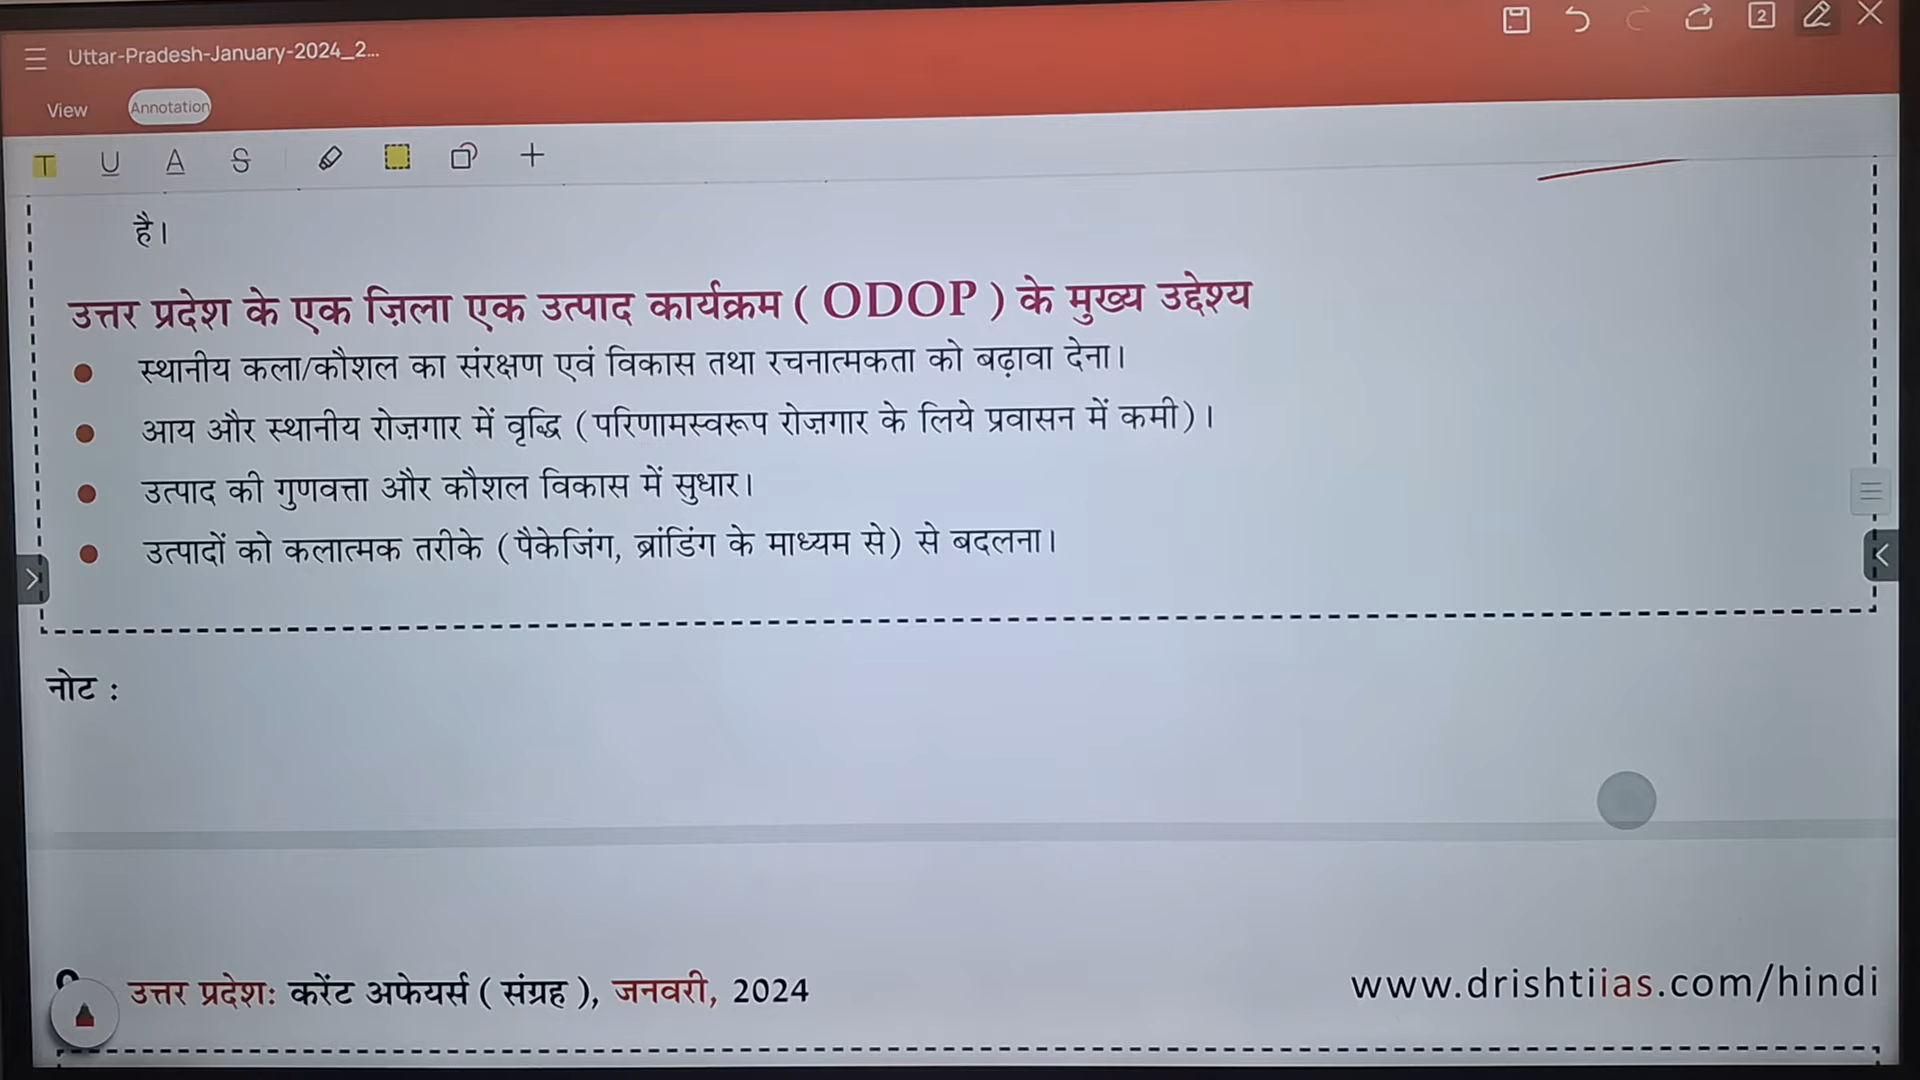 Uttar-Pradesh-January-2024_2...
2
View
Annotation
T U A S
है।
उत्तर प्रदेश के एक ज़िला एक उत्पाद कार्यक्रम ( ODOP ) के मुख्य उद्देश्य
स्थानीय कला/कौशल का संरक्षण एवं विकास तथा रचनात्मकता को बढ़ावा देना।
आय और स्थानीय रोज़गार में वृद्धि (परिणामस्वरूप रोज़गार के लिये प्रवासन में कमी)।
उत्पाद की गुणवत्ता और कौशल विकास में सुधार।
उत्पादों को कलात्मक तरीके (पैकेजिंग, ब्रांडिंग के माध्यम से) से बदलना।
नोट :
उत्तर प्रदेश: करेंट अफेयर्स ( संग्रह ), जनवरी, 2024
www.drishtiias.com/hindi